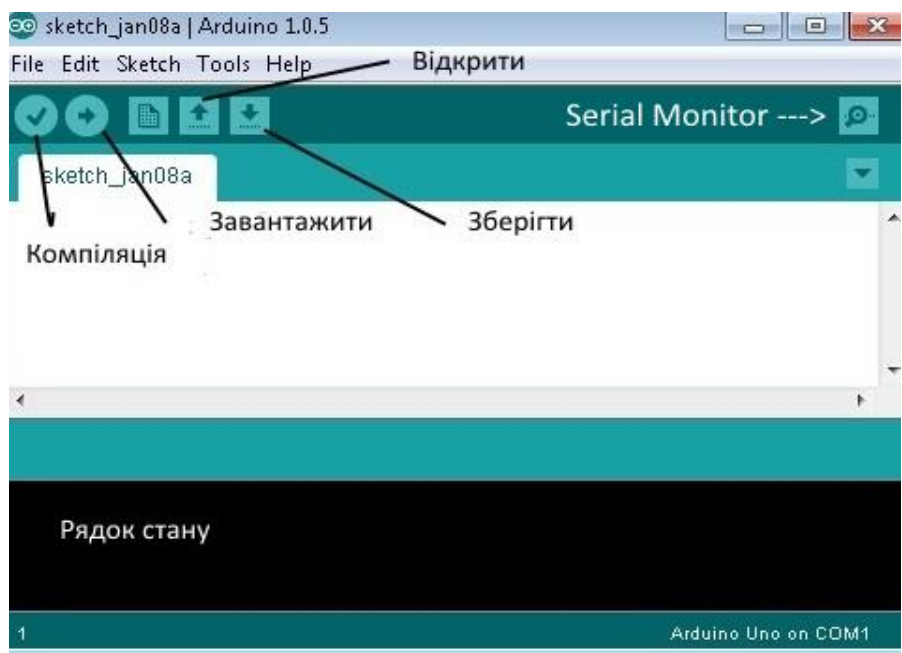 sketch_jan08a | Arduino 1.0.5
File Edit Sketch Tools Help
Відкрити
Serial Monitor --->
sketch_jan08a
Завантажити
Зберігти
Компіляція
Рядок стану
1
Arduino Uno on COM1